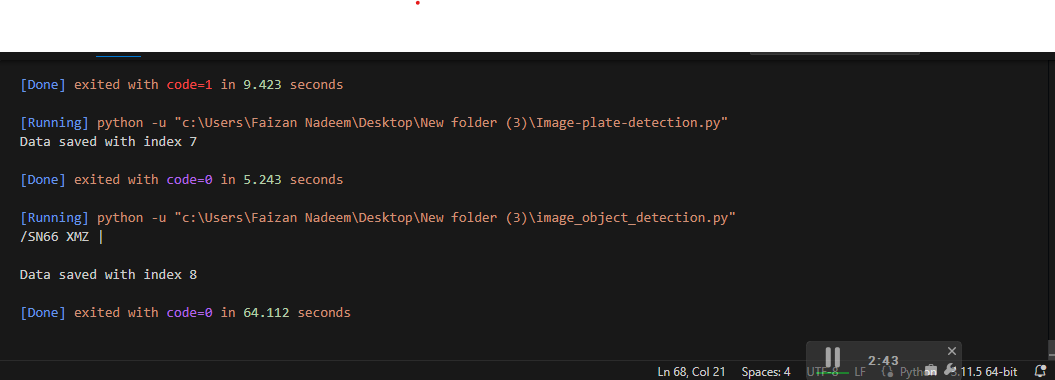 [Done] exited with code=1 in 9.423 seconds
[Running] python -u "c:\Users\Faizan Nadeem\Desktop\New folder (3)\Image-plate-detection.py"
Data saved with index 7
[Done] exited with code=0 in 5.243 seconds
[Running] python -u "c:\Users\Faizan Nadeem\Desktop\New folder (3)\image_object_detection.py"
/SN66 XMZ |
Data saved with index 8
[Done] exited with code=0 in 64.112 seconds
2:43
Ln 68, Col 21 Spaces: 4 UTF-8 LF Python 3.11.5 64-bit